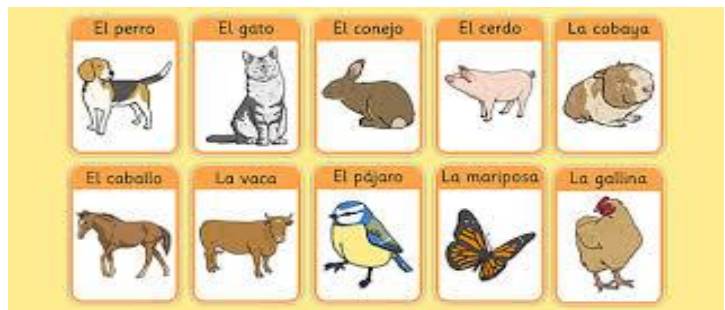 El perro
El gato
El conejo
El cerdo
La cobaya
El caballo
La vaca
El pájaro
La mariposa
La gallina